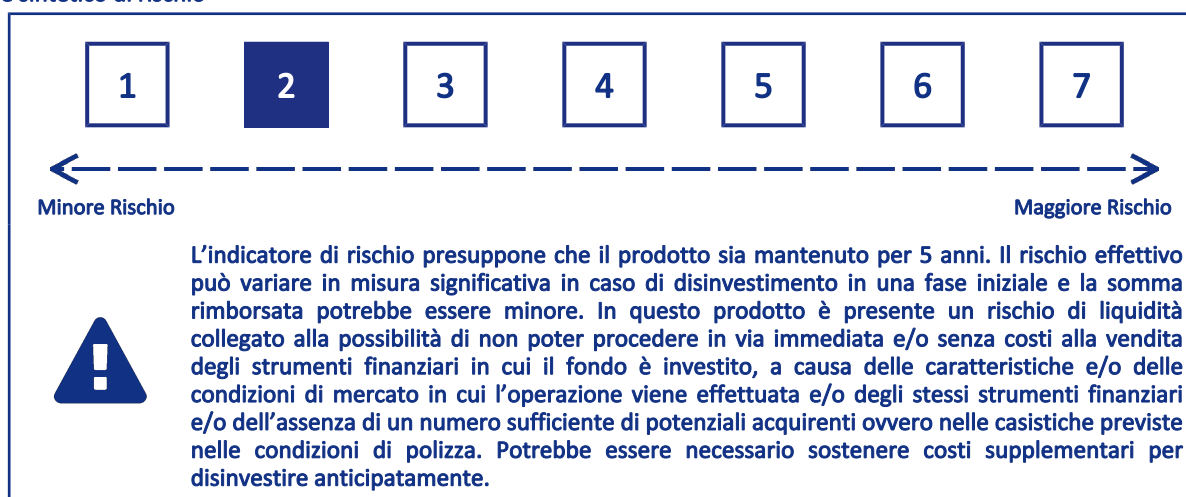 sintetico di rischio
1 2 3 4 5 6 7
Minore Rischio Maggiore Rischio
L’indicatore di rischio presuppone che il prodotto sia mantenuto per 5 anni. Il rischio effettivo
può variare in misura significativa in caso di disinvestimento in una fase iniziale e la somma
rimborsata potrebbe essere minore. In questo prodotto è presente un rischio di liquidità
collegato alla possibilità di non poter procedere in via immediata e/o senza costi alla vendita
degli strumenti finanziari in cui il fondo è investito, a causa delle caratteristiche e/o delle
condizioni di mercato in cui l’operazione viene effettuata e/o degli stessi strumenti finanziari
e/o dell’assenza di un numero sufficiente di potenziali acquirenti ovvero nelle casistiche previste
nelle condizioni di polizza. Potrebbe essere necessario sostenere costi supplementari per
disinvestire anticipatamente.